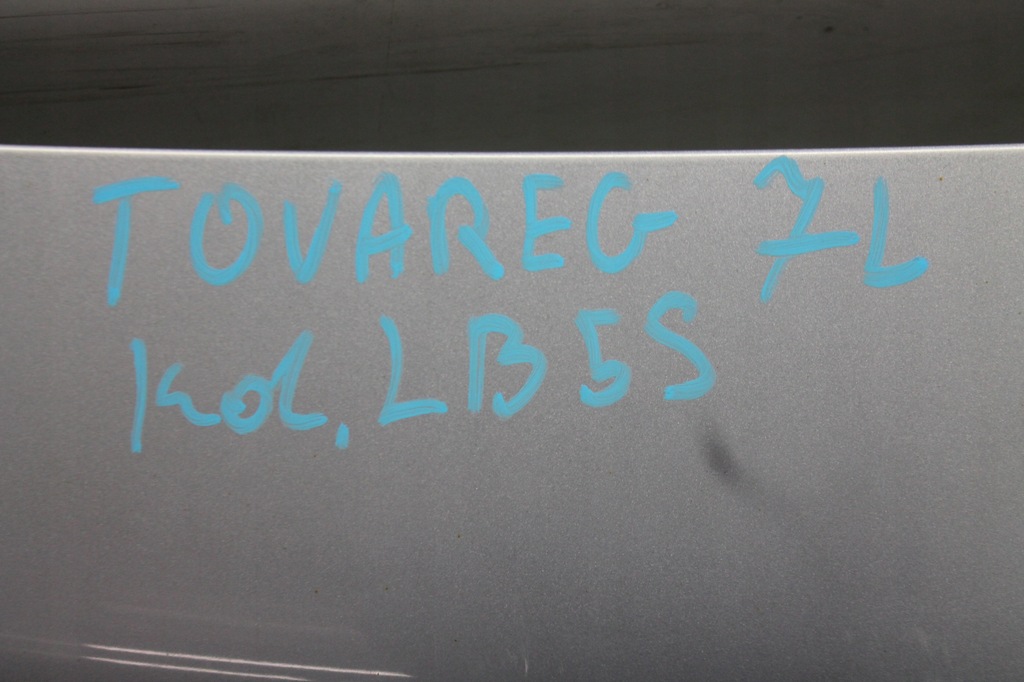 TOVAREG 7L
kol. LB5S